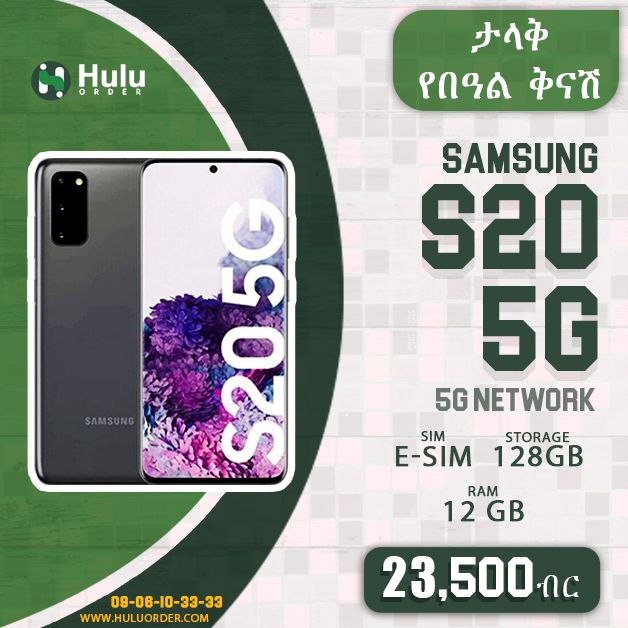 Hulu
ORDER
ታላቅ
የበዓል ቅናሽ
SAMSUNG
S20
5G
5G NETWORK
SIM
E-SIM
STORAGE
128GB
RAM
12 GB
23,500ብር
SAMSUNG
S20 5G
09-06-10-33-33
WWW.HULUORDER.COM